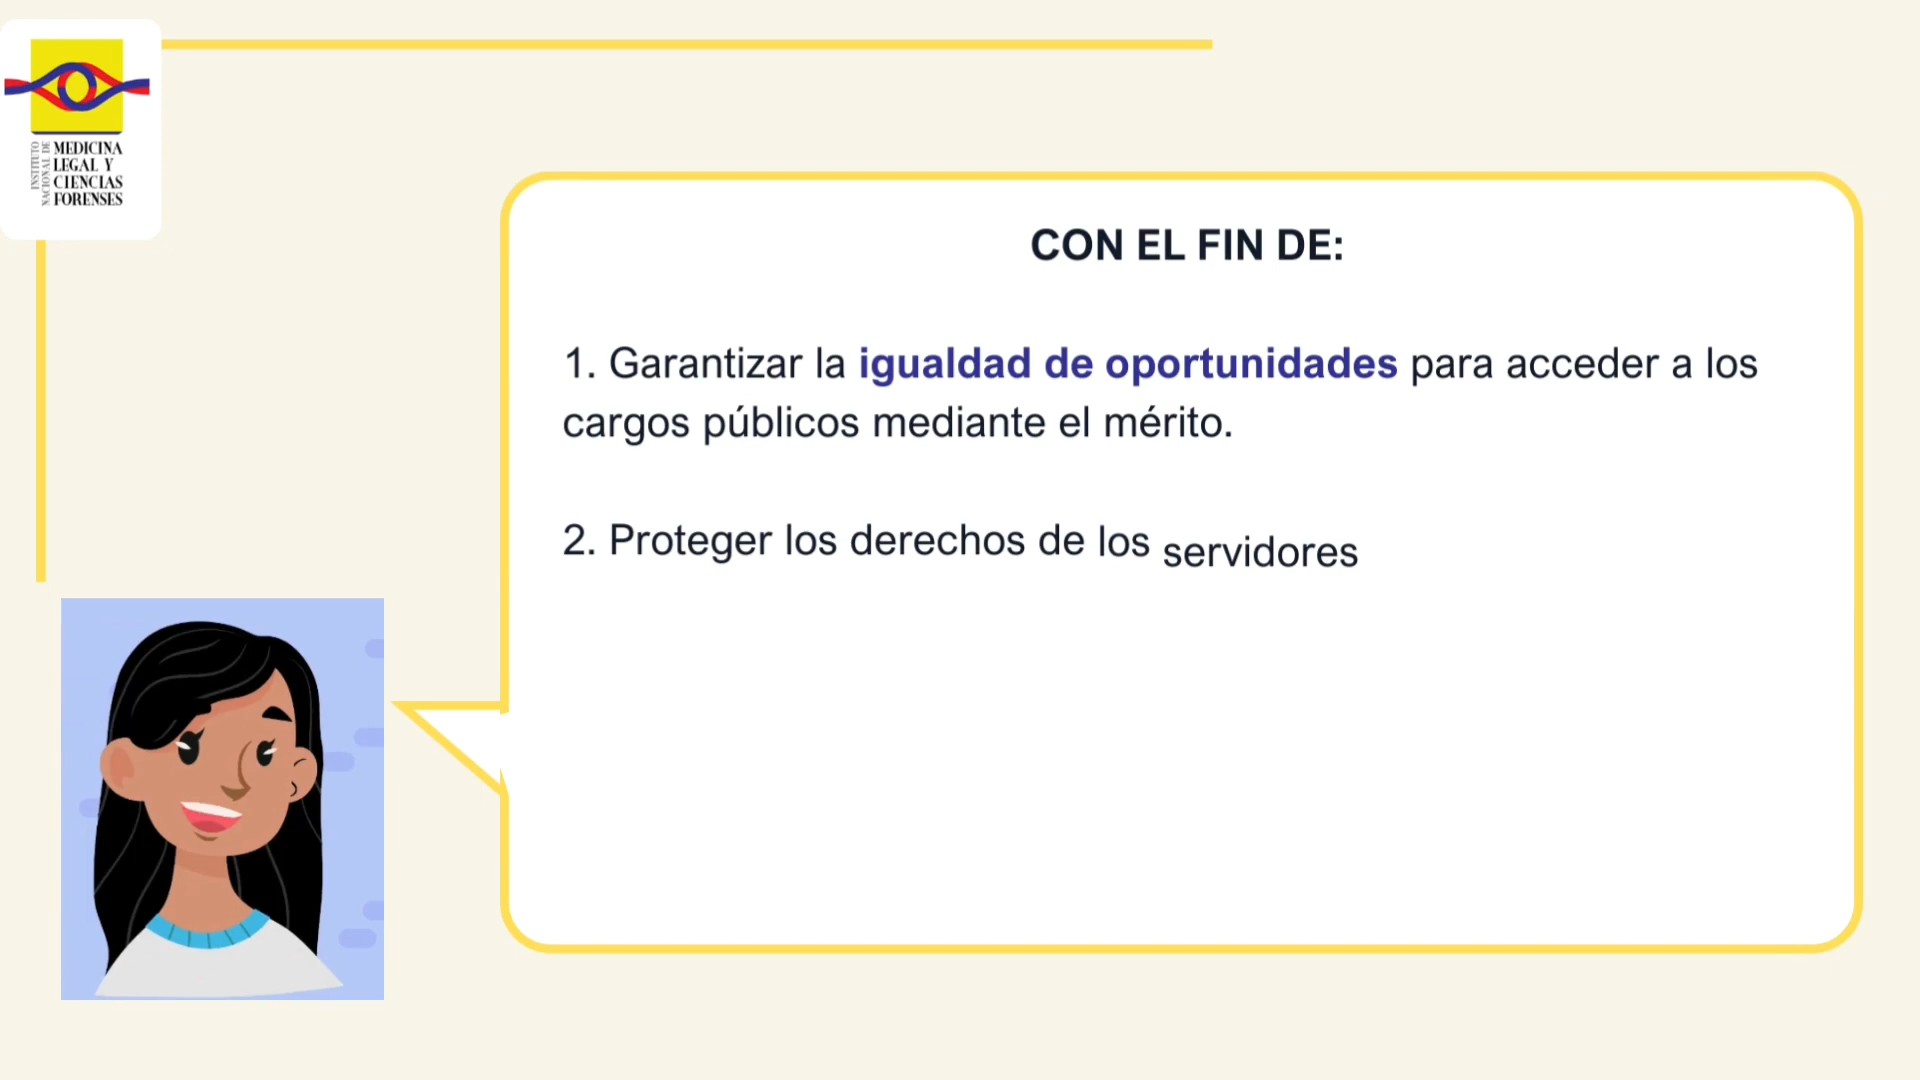 INSTITUTO
NACIONAL DE
MEDICINA
LEGAL Y
CIENCIAS
FORENSES
CON EL FIN DE:
1. Garantizar la igualdad de oportunidades para acceder a los
cargos públicos mediante el mérito.
2. Proteger los derechos de los servidores